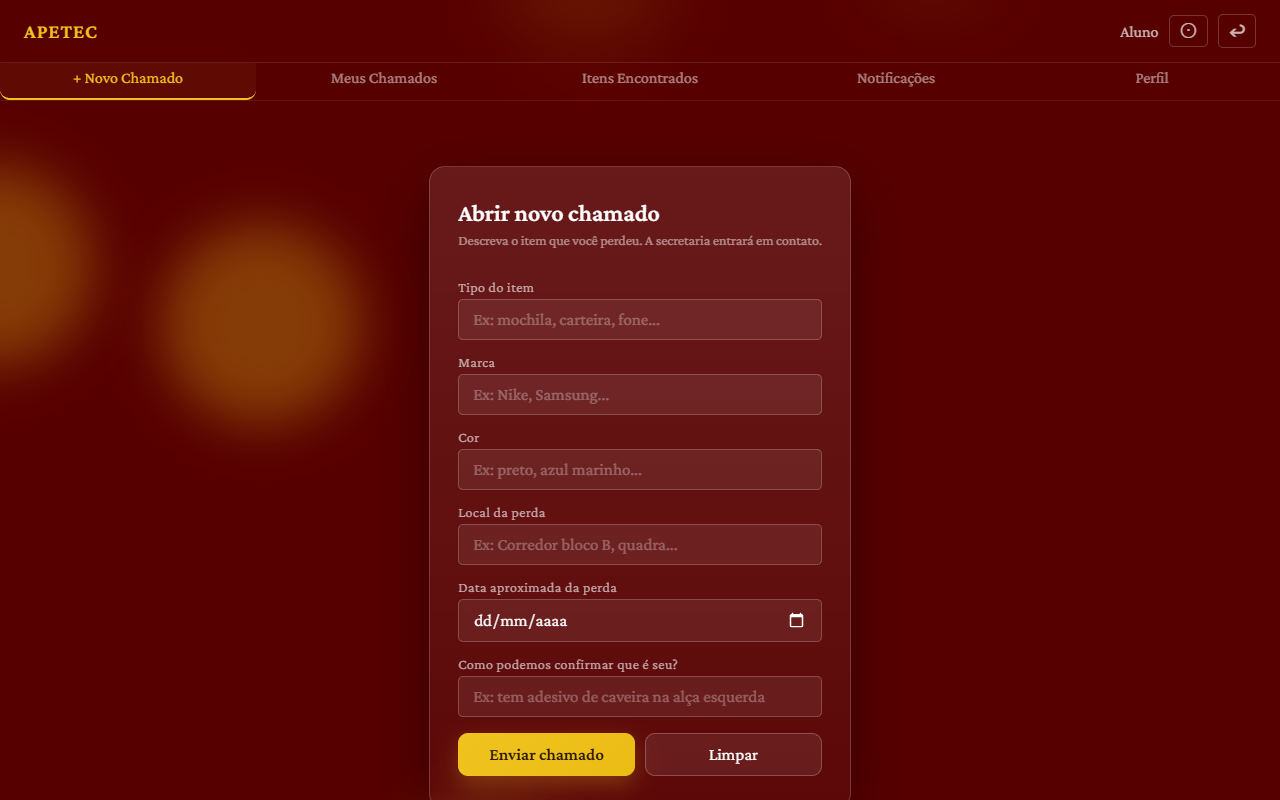 APETEC
Aluno
+ Novo Chamado
Meus Chamados
Itens Encontrados
Notificações
Perfil
Abrir novo chamado
Descreva o item que você perdeu. A secretaria entrará em contato.
Tipo do item
Ex: mochila, carteira, fone...
Marca
Ex: Nike, Samsung...
Cor
Ex: preto, azul marinho...
Local da perda
Ex: Corredor bloco B, quadra...
Data aproximada da perda
dd/mm/aaaa
Como podemos confirmar que é seu?
Ex: tem adesivo de caveira na alça esquerda
Enviar chamado
Limpar